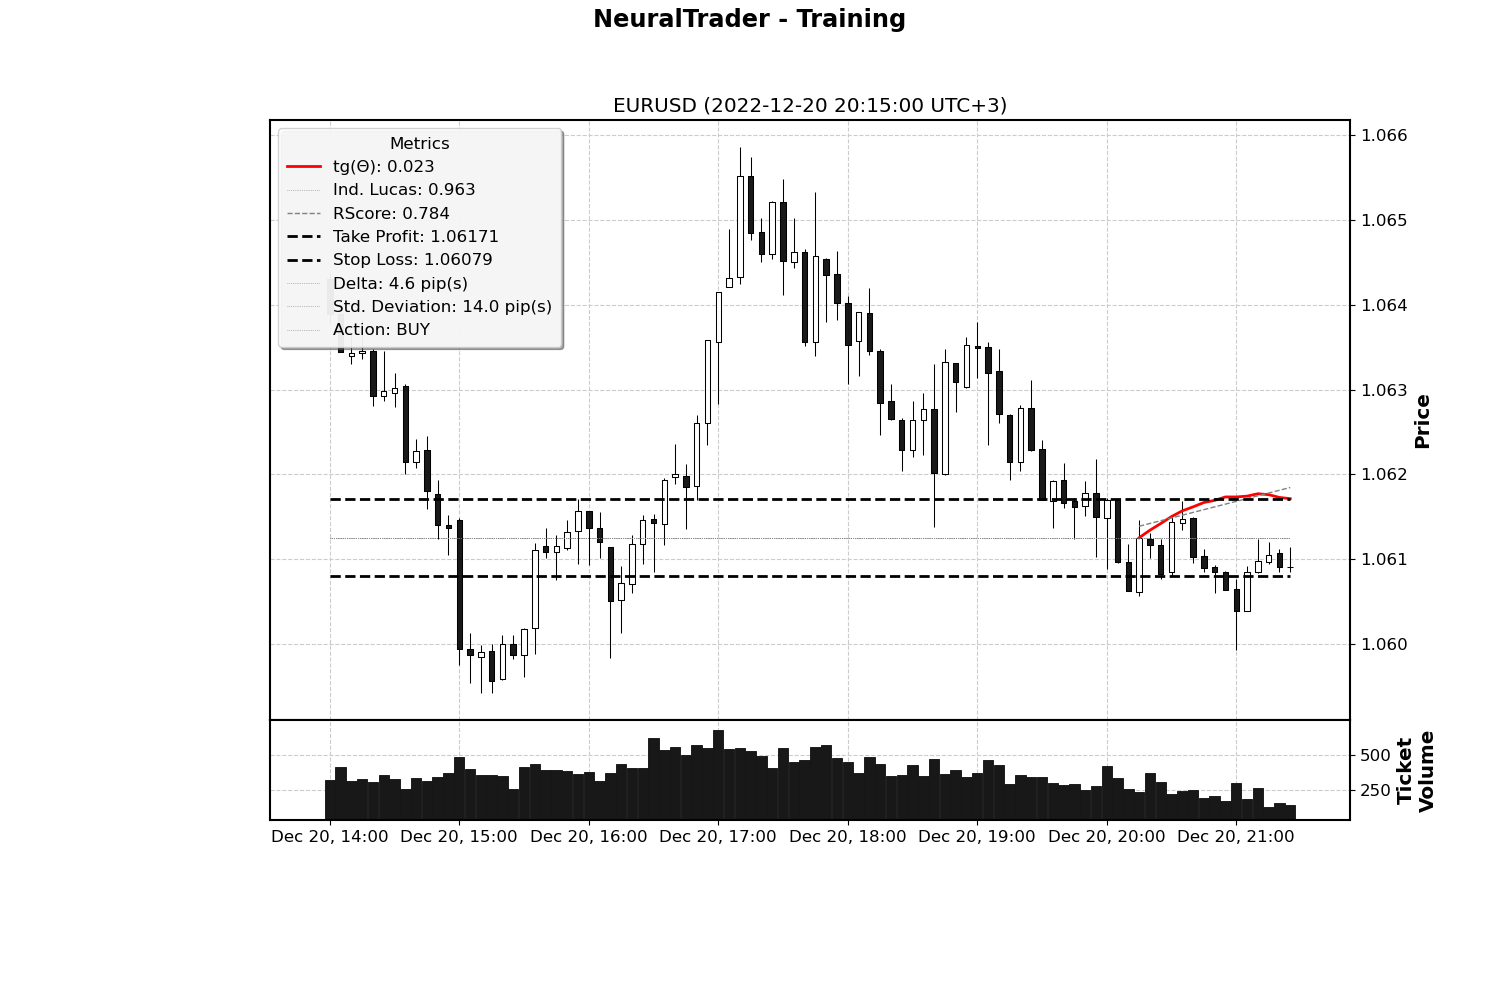 NeuralTrader - Training
EURUSD (2022-12-20 20:15:00 UTC+3)
Metrics
tg(Θ): 0.023
Ind. Lucas: 0.963
RScore: 0.784
Take Profit: 1.06171
Stop Loss: 1.06079
Delta: 4.6 pip(s)
Std. Deviation: 14.0 pip(s)
Action: BUY
1.066
1.065
1.064
1.063
1.062
1.061
1.060
Price
500
250
Ticket
Volume
Dec 20, 14:00
Dec 20, 15:00
Dec 20, 16:00
Dec 20, 17:00
Dec 20, 18:00
Dec 20, 19:00
Dec 20, 20:00
Dec 20, 21:00